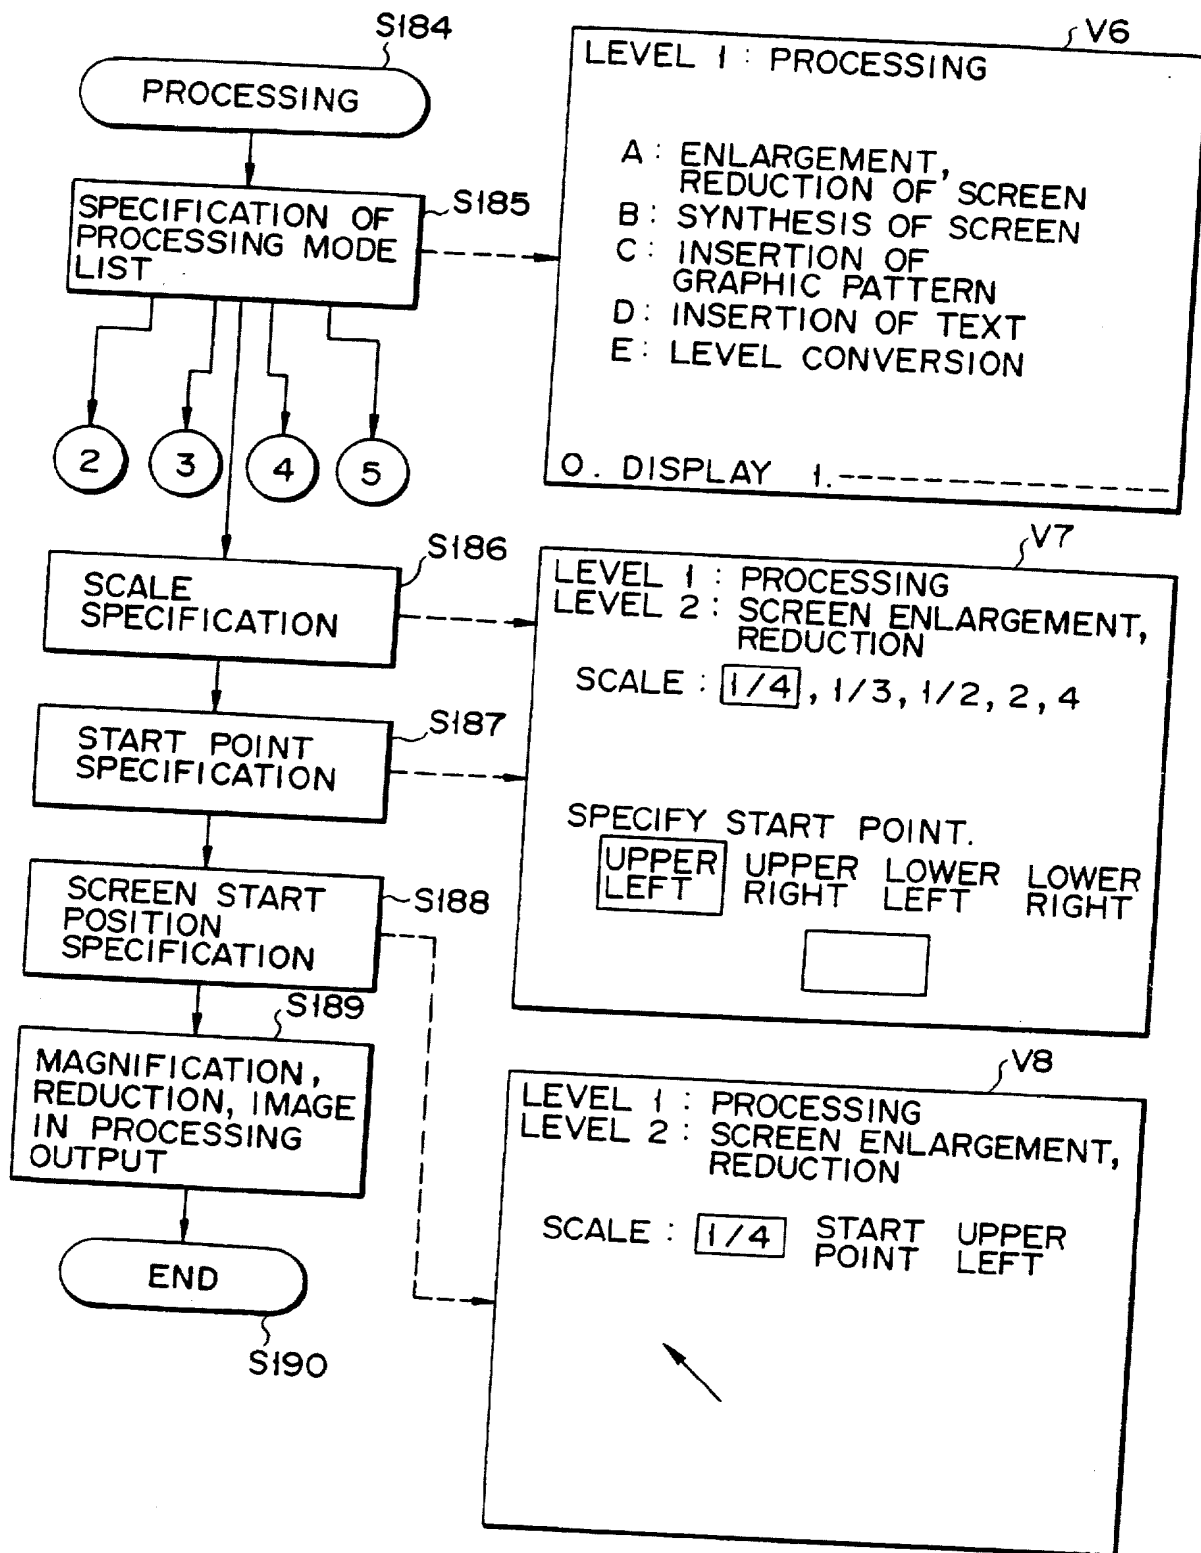 S184
PROCESSING
S185
SPECIFICATION OF
PROCESSING MODE
LIST
2 3 4 5
S186
SCALE
SPECIFICATION
S187
START POINT
SPECIFICATION
S188
SCREEN START
POSITION
SPECIFICATION
S189
MAGNIFICATION,
REDUCTION, IMAGE
IN PROCESSING
OUTPUT
END
S190
V6
LEVEL 1 : PROCESSING
A : ENLARGEMENT,
REDUCTION OF SCREEN
B : SYNTHESIS OF SCREEN
C : INSERTION OF
GRAPHIC PATTERN
D : INSERTION OF TEXT
E : LEVEL CONVERSION
0. DISPLAY 1.--------------
V7
LEVEL 1 : PROCESSING
LEVEL 2 : SCREEN ENLARGEMENT,
REDUCTION
SCALE : 1/4, 1/3, 1/2, 2, 4
SPECIFY START POINT.
UPPER UPPER LOWER LOWER
LEFT RIGHT LEFT RIGHT
V8
LEVEL 1 : PROCESSING
LEVEL 2 : SCREEN ENLARGEMENT,
REDUCTION
SCALE : 1/4 START UPPER
POINT LEFT